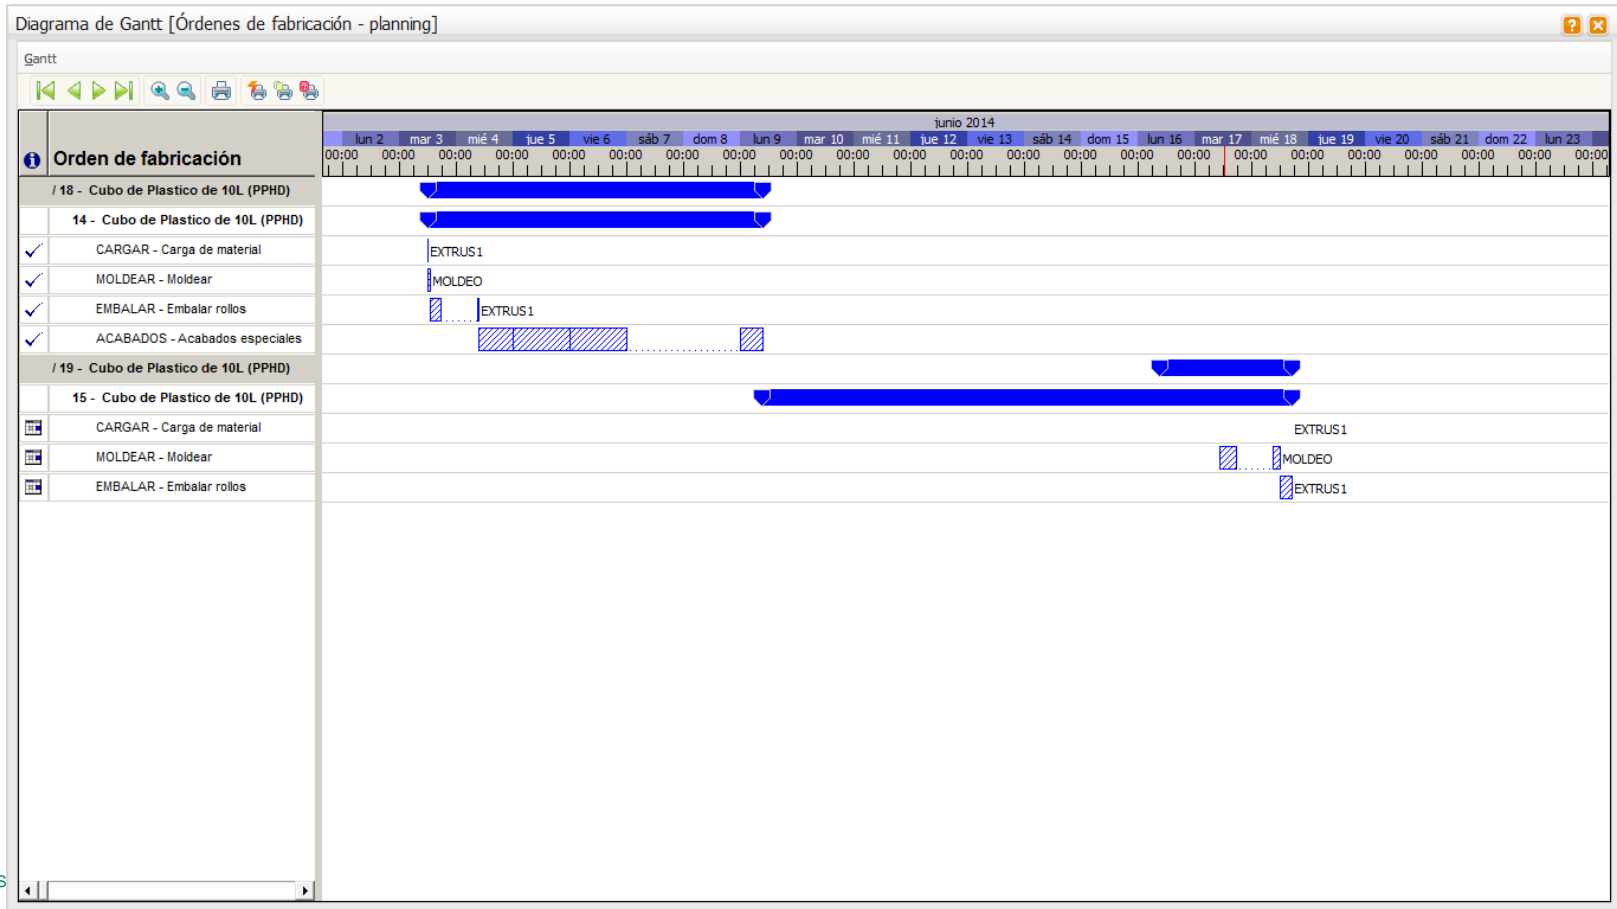 Diagrama de Gantt [Órdenes de fabricación - planning]
Gantt
junio 2014
lun 2 mar 3 mié 4 jue 5 vie 6 sáb 7 dom 8 lun 9 mar 10 mié 11 jue 12 vie 13 sáb 14 dom 15 lun 16 mar 17 mié 18 jue 19 vie 20 sáb 21 dom 22 lun 23
Orden de fabricación
00:00 00:00 00:00 00:00 00:00 00:00 00:00 00:00 00:00 00:00 00:00 00:00 00:00 00:00 00:00 00:00 00:00 00:00 00:00 00:00 00:00 00:00 00:00
/ 18 - Cubo de Plastico de 10L (PPHD)
14 - Cubo de Plastico de 10L (PPHD)
CARGAR - Carga de material EXTRUS1
MOLDEAR - Moldear MOLDEO
EMBALAR - Embalar rollos EXTRUS1
ACABADOS - Acabados especiales
/ 19 - Cubo de Plastico de 10L (PPHD)
15 - Cubo de Plastico de 10L (PPHD)
CARGAR - Carga de material EXTRUS1
MOLDEAR - Moldear MOLDEO
EMBALAR - Embalar rollos EXTRUS1
s